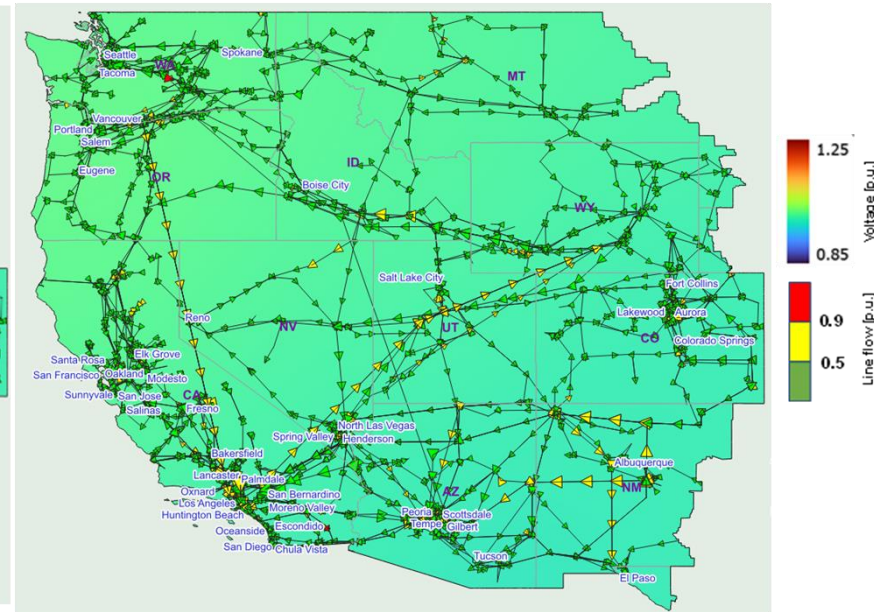 Seattle
Spokane
WA
Tacoma
MT
Vancouver
Portland
Salem
ID
OR
Eugene
Boise City
WY
Salt Lake City
Fort Collins
Reno
Lakewood
Aurora
NV
UT
CO
Colorado Springs
Santa Rosa
Elk Grove
San Francisco
Oakland
Modesto
Sunnyvale
San Jose
CA
Salinas
Fresno
North Las Vegas
Spring Valley
Henderson
Bakersfield
Albuquerque
Lancaster
Palmdale
Oxnard
San Bernardino
AZ
NM
Los Angeles
Moreno Valley
Peoria
Scottsdale
Huntington Beach
Tempe
Gilbert
Oceanside
Escondido
San Diego
Chula Vista
Tucson
El Paso
1.25
0.85
Voltage [p.u.]
0.9
0.5
Line flow [p.u.]